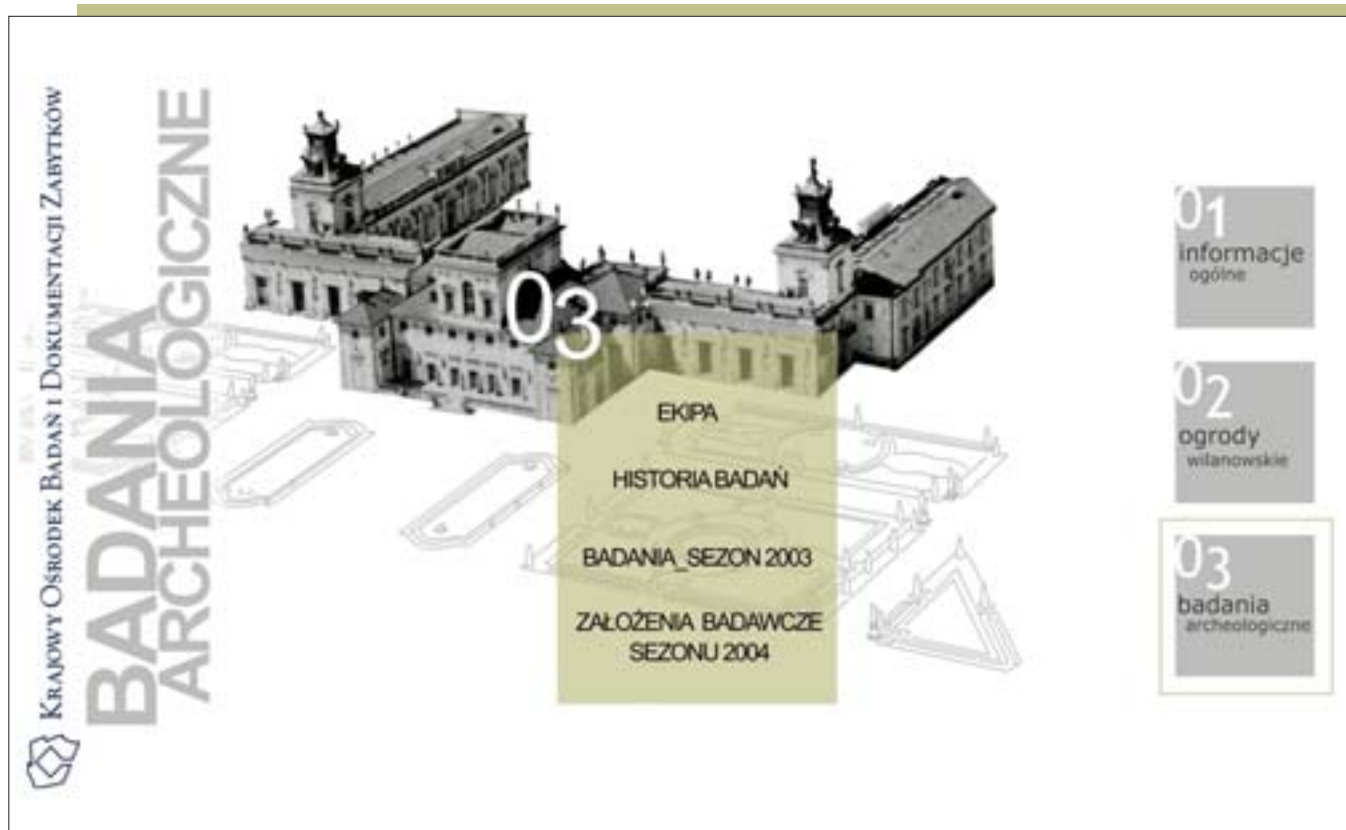 Krajowy Ośrodek Badań i Dokumentacji Zabytków
BADANIA
ARCHEOLOGICZNE
03
EKIPA
HISTORIA BADAŃ
BADANIA_SEZON 2003
ZAŁOŻENIA BADAWCZE
SEZONU 2004
01
informacje
ogólne
02
ogrody
wilanowskie
03
badania
archeologiczne